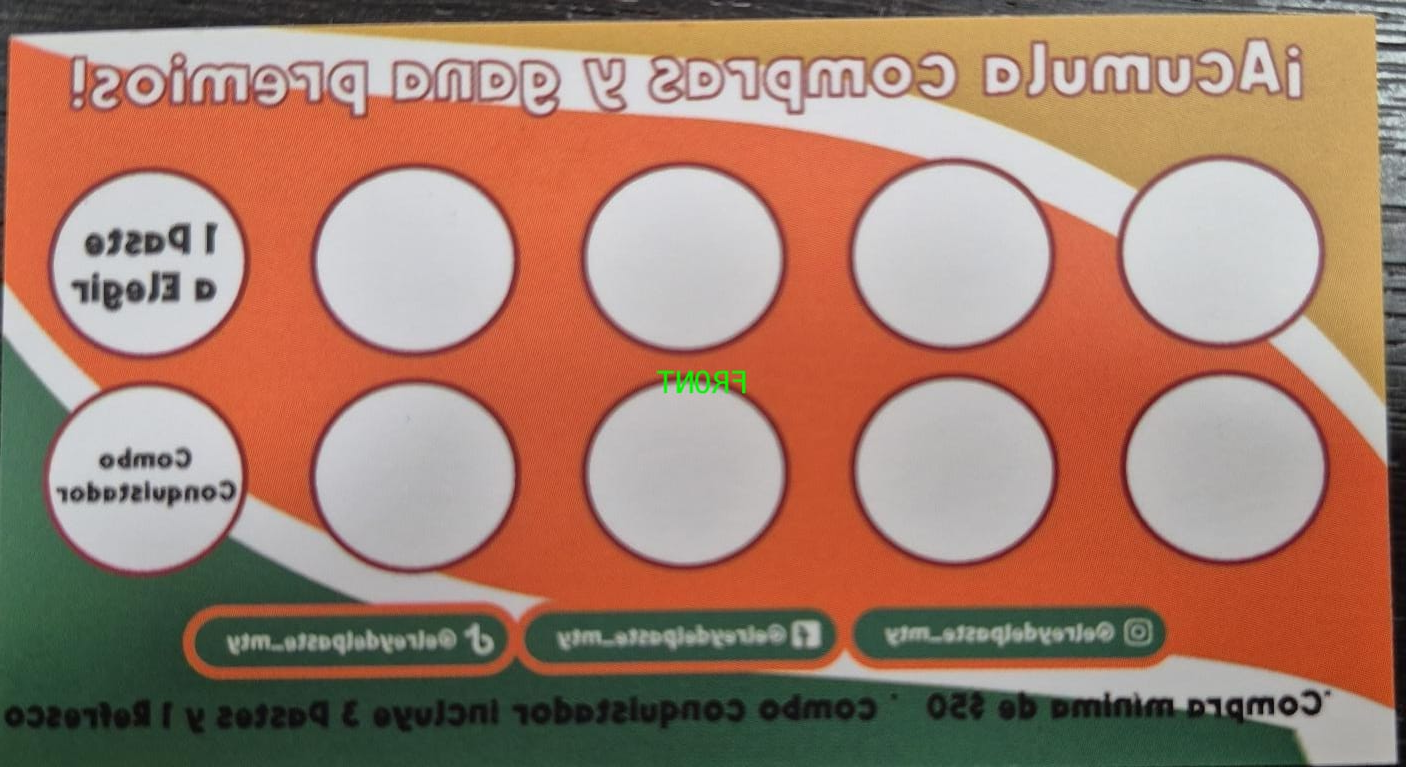 ¡Acumula compras y gana premios!
1 Paste
a Elegir
FRONT
Combo
Conquistador
@elreydelpaste_mty
@elreydelpaste_mty
@elreydelpaste_mty
*Compra mínima de $50 * combo conquistador incluye 3 Pastes y 1 Refresco